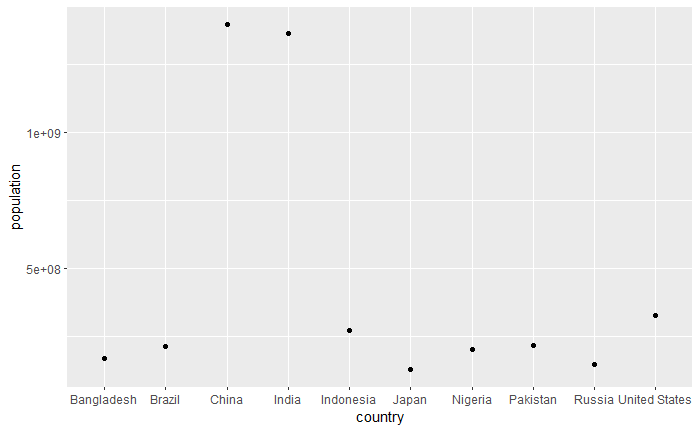 population
1e+09
5e+08
Bangladesh Brazil China India Indonesia Japan Nigeria Pakistan Russia United States
country